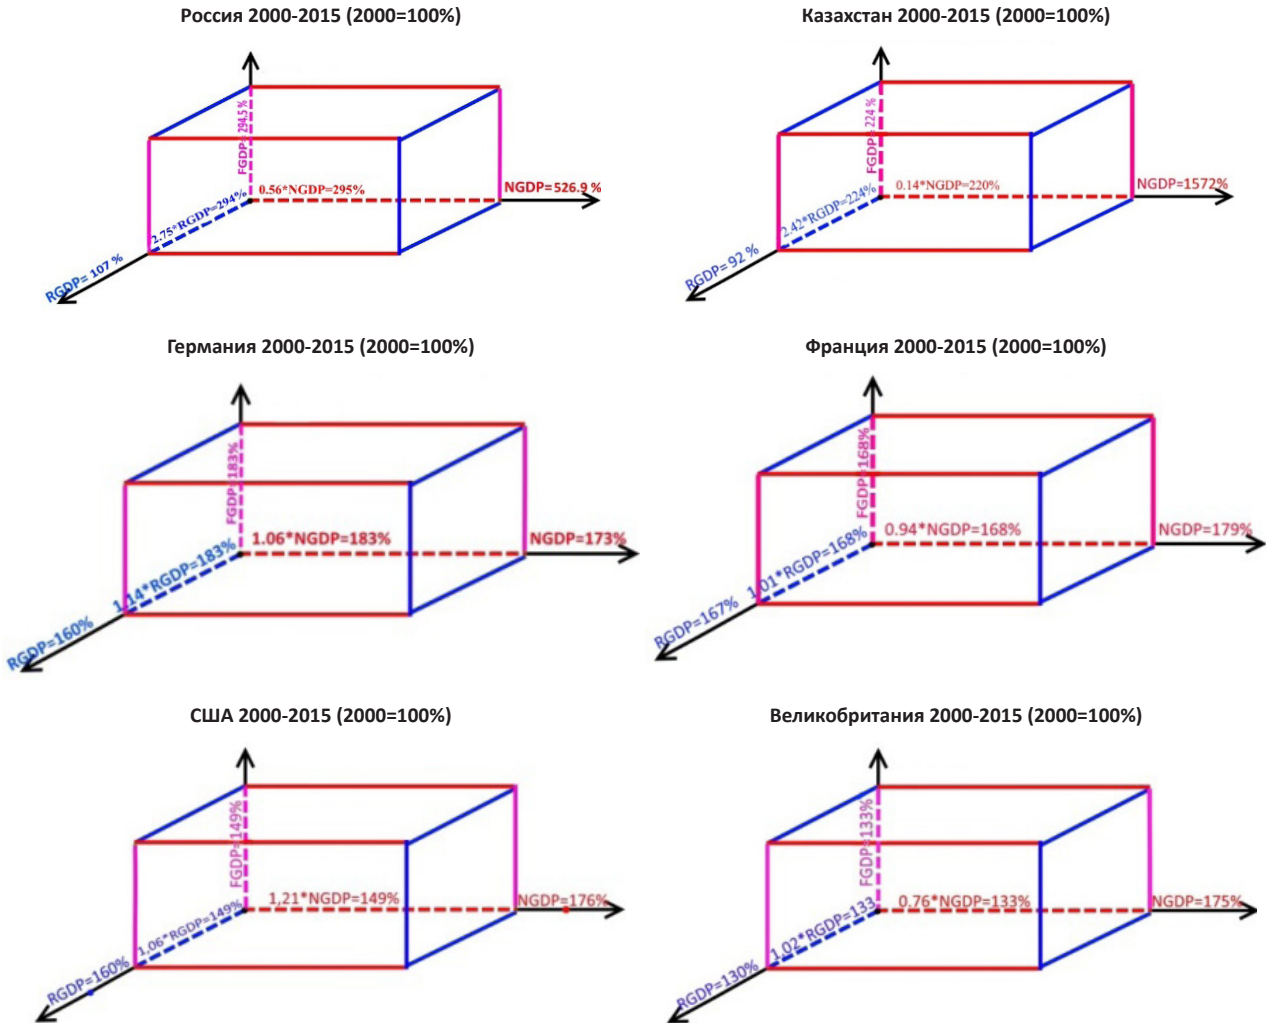 Россия 2000-2015 (2000=100%)
FGDP= 294.5 %
0.56*NGDP=295%
NGDP=526.9 %
2.75*RGDP=294%
RGDP= 107 %
Казахстан 2000-2015 (2000=100%)
FGDP= 224 %
0.14*NGDP=220%
NGDP=1572%
2.42*RGDP=224%
RGDP= 92 %
Германия 2000-2015 (2000=100%)
FGDP=183%
1.06*NGDP=183%
NGDP=173%
1.14*RGDP=183%
RGDP=160%
Франция 2000-2015 (2000=100%)
FGDP=168%
0.94*NGDP=168%
NGDP=179%
1.01*RGDP=168%
RGDP=167%
США 2000-2015 (2000=100%)
FGDP=149%
1,21*NGDP=149%
NGDP=176%
1.06*RGDP=149%
RGDP=160%
Великобритания 2000-2015 (2000=100%)
FGDP=133%
0.76*NGDP=133%
NGDP=175%
1.02*RGDP=133
RGDP=130%